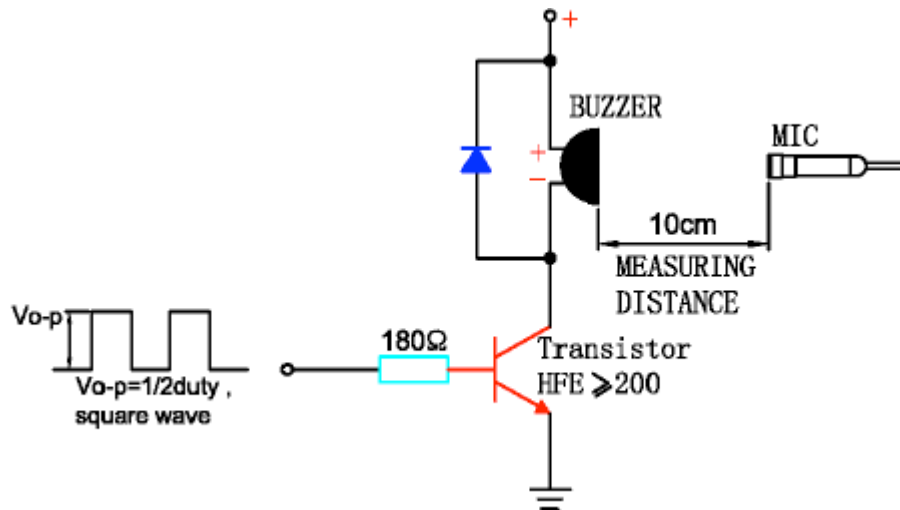 +
BUZZER
MIC
+
−
10cm
MEASURING
DISTANCE
Vo-p
180Ω
Transistor
HFE ⩾200
Vo-p=1/2duty ,
square wave